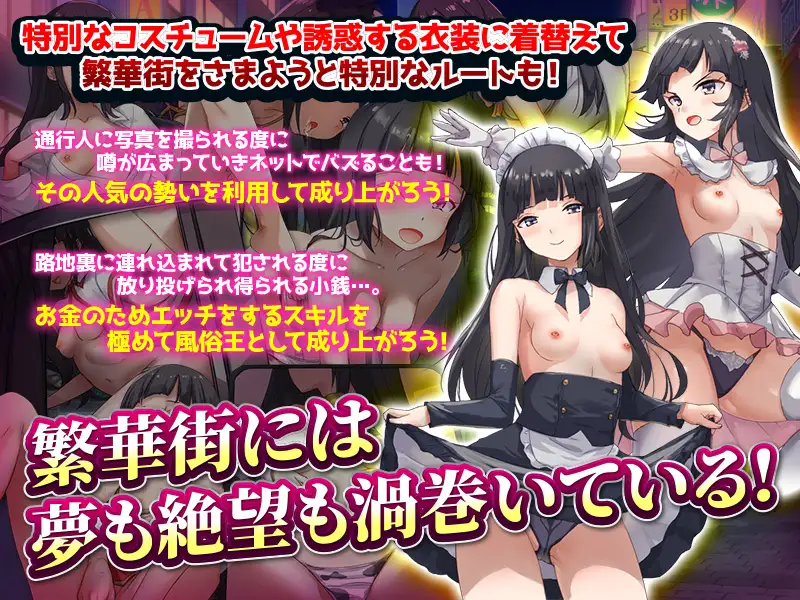 特別なコスチュームや誘惑する衣装に着替えて
繁華街をさまようと特別なルートも!
通行人に写真を撮られる度に
噂が広まっていきネットでバズることも!
その人気の勢いを利用して成り上がろう!
路地裏に連れ込まれて犯される度に
放り投げられ得られる小銭…。
お金のためエッチをするスキルを
極めて風俗王として成り上がろう!
繁華街には
夢も絶望も渦巻いている!